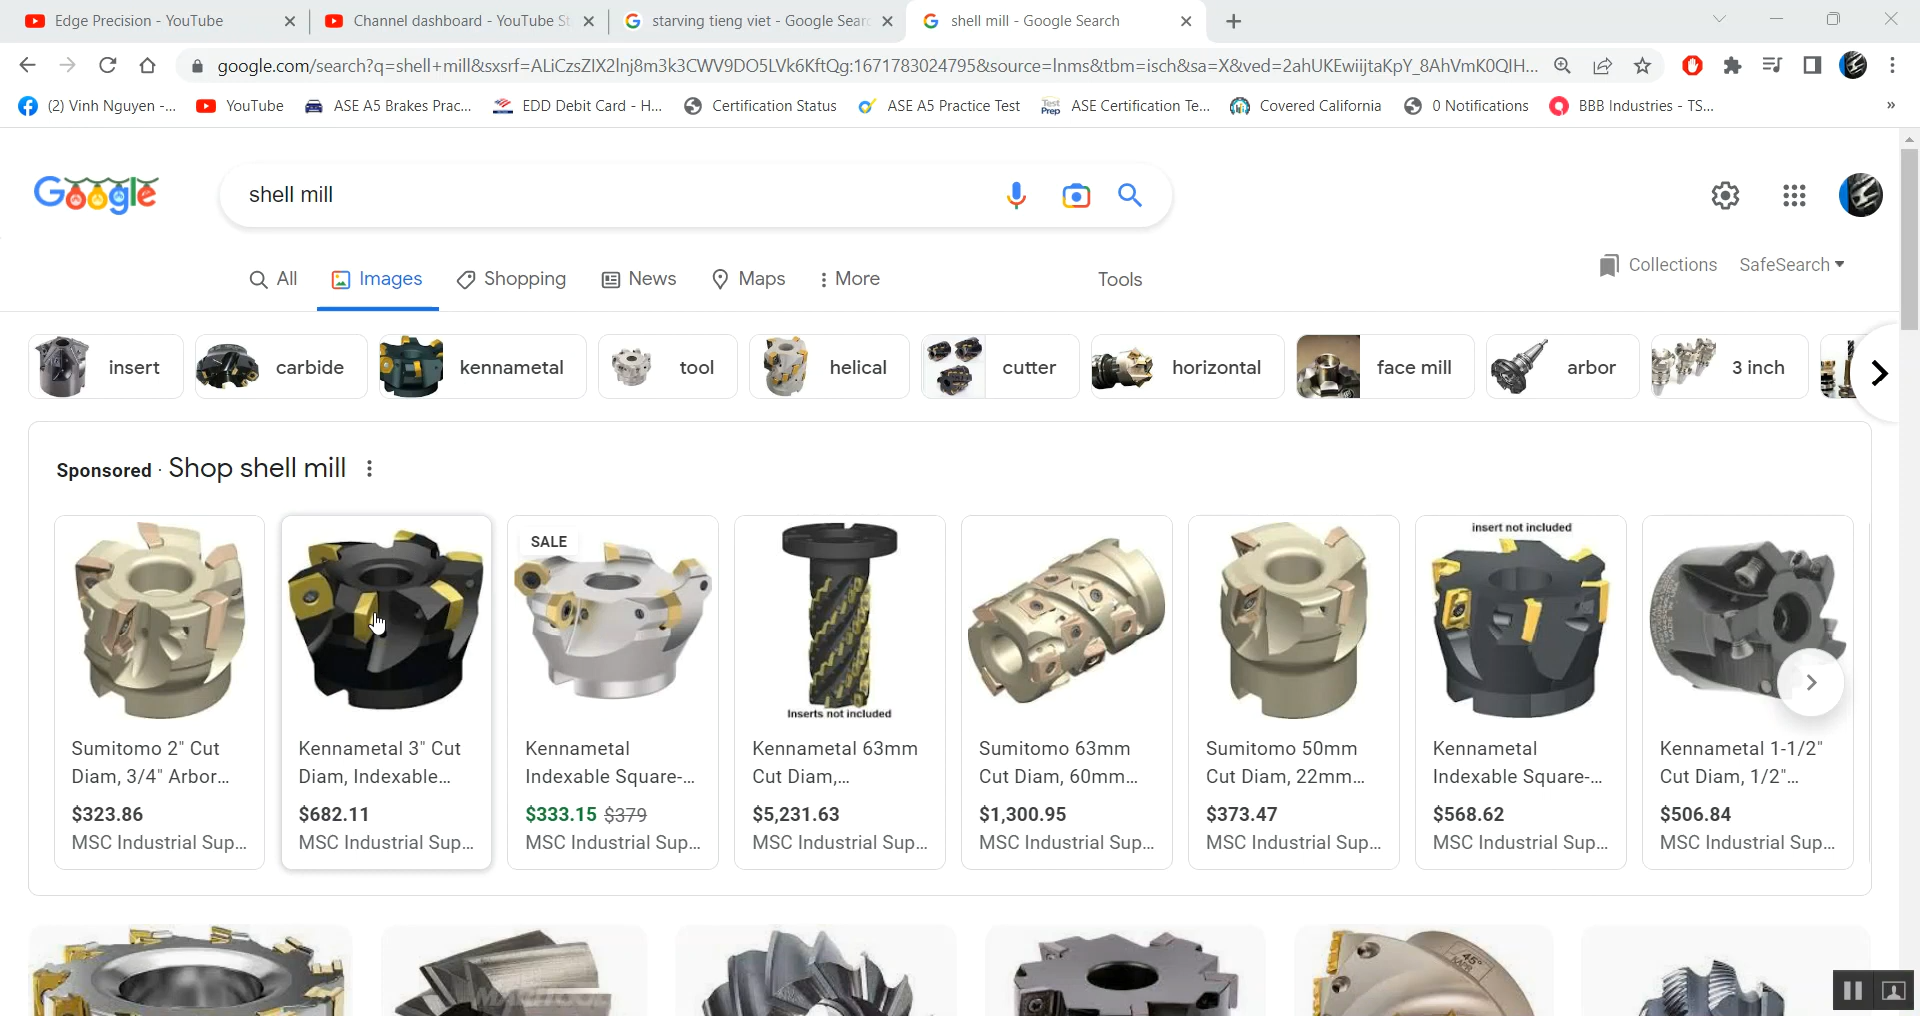 Edge Precision - YouTube
Channel dashboard - YouTube St
starving tieng viet - Google Searc
shell mill - Google Search
google.com/search?q=shell+mill&sxsrf=ALiCzsZIX2lnj8m3k3CWV9DO5LVk6KftQg:1671783024795&source=lnms&tbm=isch&sa=X&ved=2ahUKEwiijtaKpY_8AhVmK0QIH...
(2) Vinh Nguyen -...
YouTube
ASE A5 Brakes Prac...
EDD Debit Card - H...
Certification Status
ASE A5 Practice Test
Test Prep
ASE Certification Te...
Covered California
0 Notifications
BBB Industries - TS...
»
Google
shell mill
All
Images
Shopping
News
Maps
More
Tools
Collections
SafeSearch
insert
carbide
kennametal
tool
helical
cutter
horizontal
face mill
arbor
3 inch
Sponsored · Shop shell mill
SALE
Inserts not included
insert not included
Sumitomo 2" Cut
Diam, 3/4" Arbor...
$323.86
MSC Industrial Sup...
Kennametal 3" Cut
Diam, Indexable...
$682.11
MSC Industrial Sup...
Kennametal
Indexable Square-...
$333.15 $379
MSC Industrial Sup...
Kennametal 63mm
Cut Diam,...
$5,231.63
MSC Industrial Sup...
Sumitomo 63mm
Cut Diam, 60mm...
$1,300.95
MSC Industrial Sup...
Sumitomo 50mm
Cut Diam, 22mm...
$373.47
MSC Industrial Sup...
Kennametal
Indexable Square-...
$568.62
MSC Industrial Sup...
Kennametal 1-1/2"
Cut Diam, 1/2"...
$506.84
MSC Industrial Sup...
45°